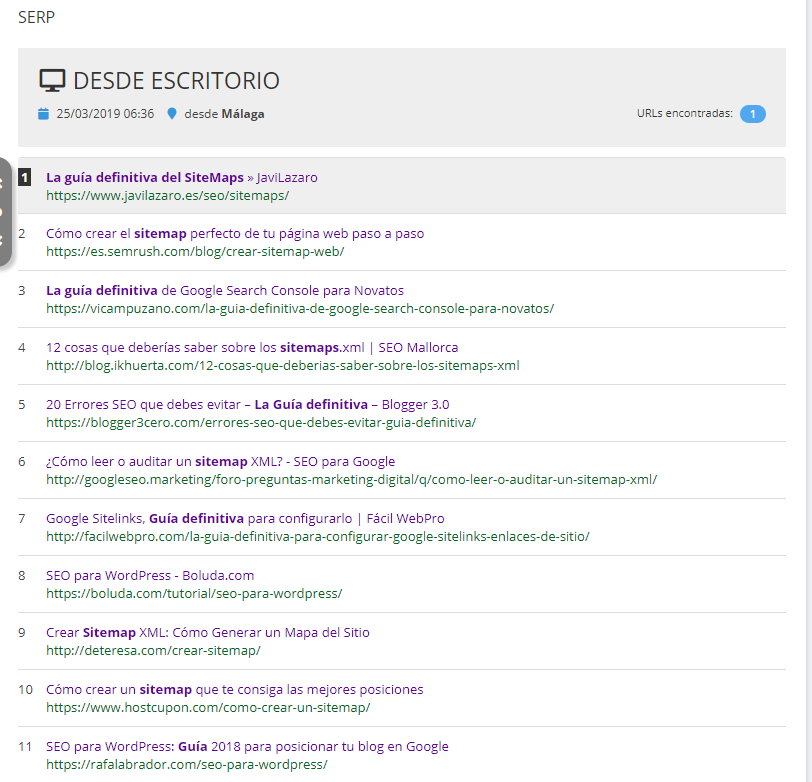 SERP
DESDE ESCRITORIO
25/03/2019 06:36 desde Málaga
URLs encontradas: 1
1 La guía definitiva del SiteMaps » JaviLazaro
https://www.javilazaro.es/seo/sitemaps/
2 Cómo crear el sitemap perfecto de tu página web paso a paso
https://es.semrush.com/blog/crear-sitemap-web/
3 La guía definitiva de Google Search Console para Novatos
https://vicampuzano.com/la-guia-definitiva-de-google-search-console-para-novatos/
4 12 cosas que deberías saber sobre los sitemaps.xml | SEO Mallorca
http://blog.ikhuerta.com/12-cosas-que-deberias-saber-sobre-los-sitemaps-xml
5 20 Errores SEO que debes evitar – La Guía definitiva – Blogger 3.0
https://blogger3cero.com/errores-seo-que-debes-evitar-guia-definitiva/
6 ¿Cómo leer o auditar un sitemap XML? - SEO para Google
http://googleseo.marketing/foro-preguntas-marketing-digital/q/como-leer-o-auditar-un-sitemap-xml/
7 Google Sitelinks, Guía definitiva para configurarlo | Fácil WebPro
http://facilwebpro.com/la-guia-definitiva-para-configurar-google-sitelinks-enlaces-de-sitio/
8 SEO para WordPress - Boluda.com
https://boluda.com/tutorial/seo-para-wordpress/
9 Crear Sitemap XML: Cómo Generar un Mapa del Sitio
http://deteresa.com/crear-sitemap/
10 Cómo crear un sitemap que te consiga las mejores posiciones
https://www.hostcupon.com/como-crear-un-sitemap/
11 SEO para WordPress: Guía 2018 para posicionar tu blog en Google
https://rafalabrador.com/seo-para-wordpress/